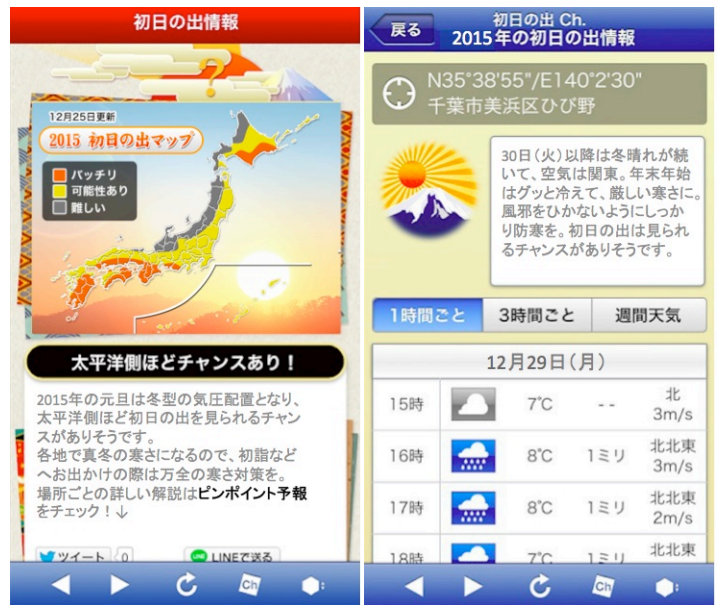 初日の出情報
12月25日更新
2015 初日の出マップ
バッチリ
可能性あり
難しい
太平洋側ほどチャンスあり！
2015年の元旦は冬型の気圧配置となり、
太平洋側ほど初日の出を見られるチャン
スがありそうです。
各地で真冬の寒さになるので、初詣など
へお出かけの際は万全の寒さ対策を。
場所ごとの詳しい解説はピンポイント予報
をチェック！↓
ツイート 0
LINEで送る
Ch
戻る
初日の出 Ch.
2015年の初日の出情報
N35°38'55"/E140°2'30"
千葉市美浜区ひび野
30日（火）以降は冬晴れが続
いて、空気は関東。年末年始
はグッと冷えて、厳しい寒さに。
風邪をひかないようにしっか
り防寒を。初日の出は見られ
るチャンスがありそうです。
1時間ごと 3時間ごと 週間天気
12月29日（月）
15時 7℃ -- 北 3m/s
16時 8℃ 1ミリ 北北東 3m/s
17時 8℃ 1ミリ 北北東 2m/s
18時 7℃ 1ミリ 北北東
Ch